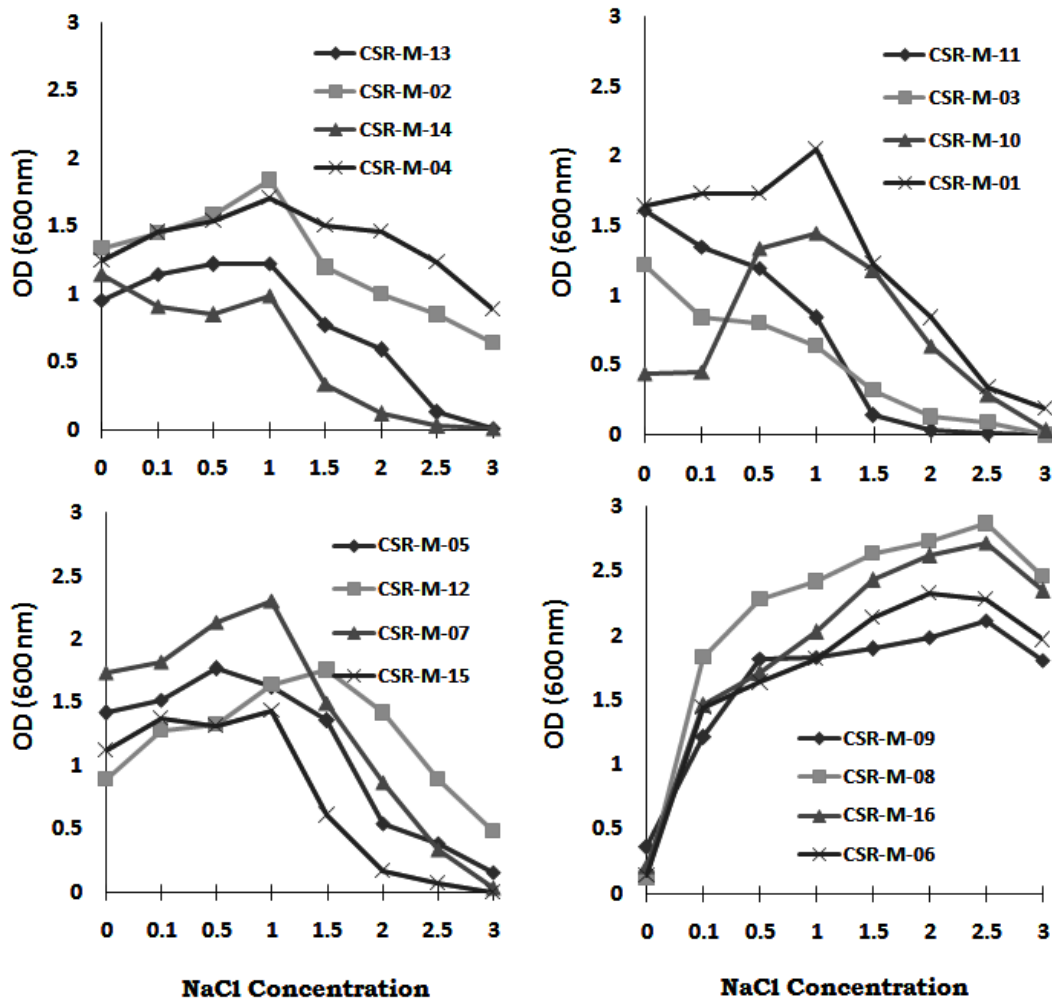 3
2.5
2
1.5
1
0.5
0
OD (600 nm)
CSR-M-13
CSR-M-02
CSR-M-14
CSR-M-04
0 0.1 0.5 1 1.5 2 2.5 3
3
2.5
2
1.5
1
0.5
0
OD (600 nm)
CSR-M-11
CSR-M-03
CSR-M-10
CSR-M-01
0 0.1 0.5 1 1.5 2 2.5 3
3
2.5
2
1.5
1
0.5
0
OD (600 nm)
CSR-M-05
CSR-M-12
CSR-M-07
CSR-M-15
0 0.1 0.5 1 1.5 2 2.5 3
NaCl Concentration
3
2.5
2
1.5
1
0.5
0
OD (600 nm)
CSR-M-09
CSR-M-08
CSR-M-16
CSR-M-06
0 0.1 0.5 1 1.5 2 2.5 3
NaCl Concentration